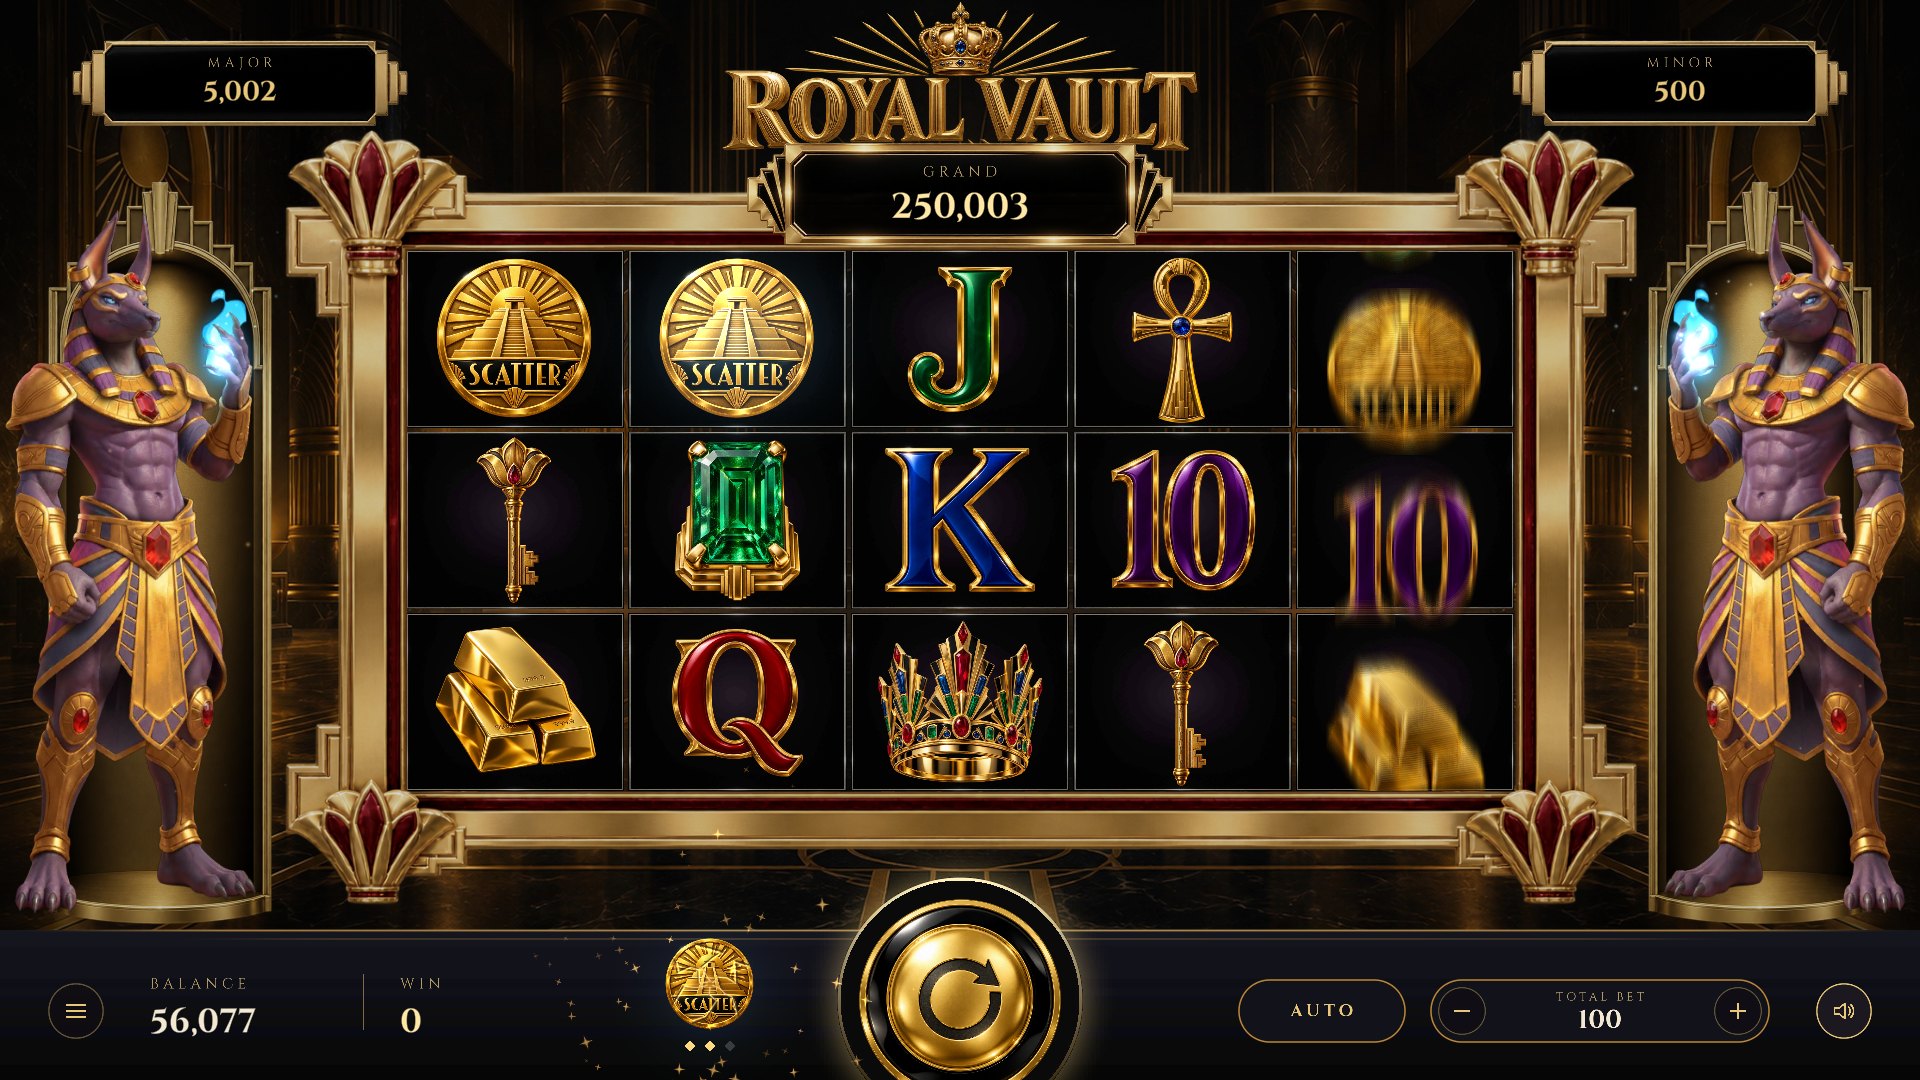 MAJOR
5,002
ROYAL VAULT
MINOR
500
GRAND
250,003
SCATTER
SCATTER
J
K
10
10
Q
BALANCE
56,077
WIN
0
SCATTER
AUTO
TOTAL BET
100